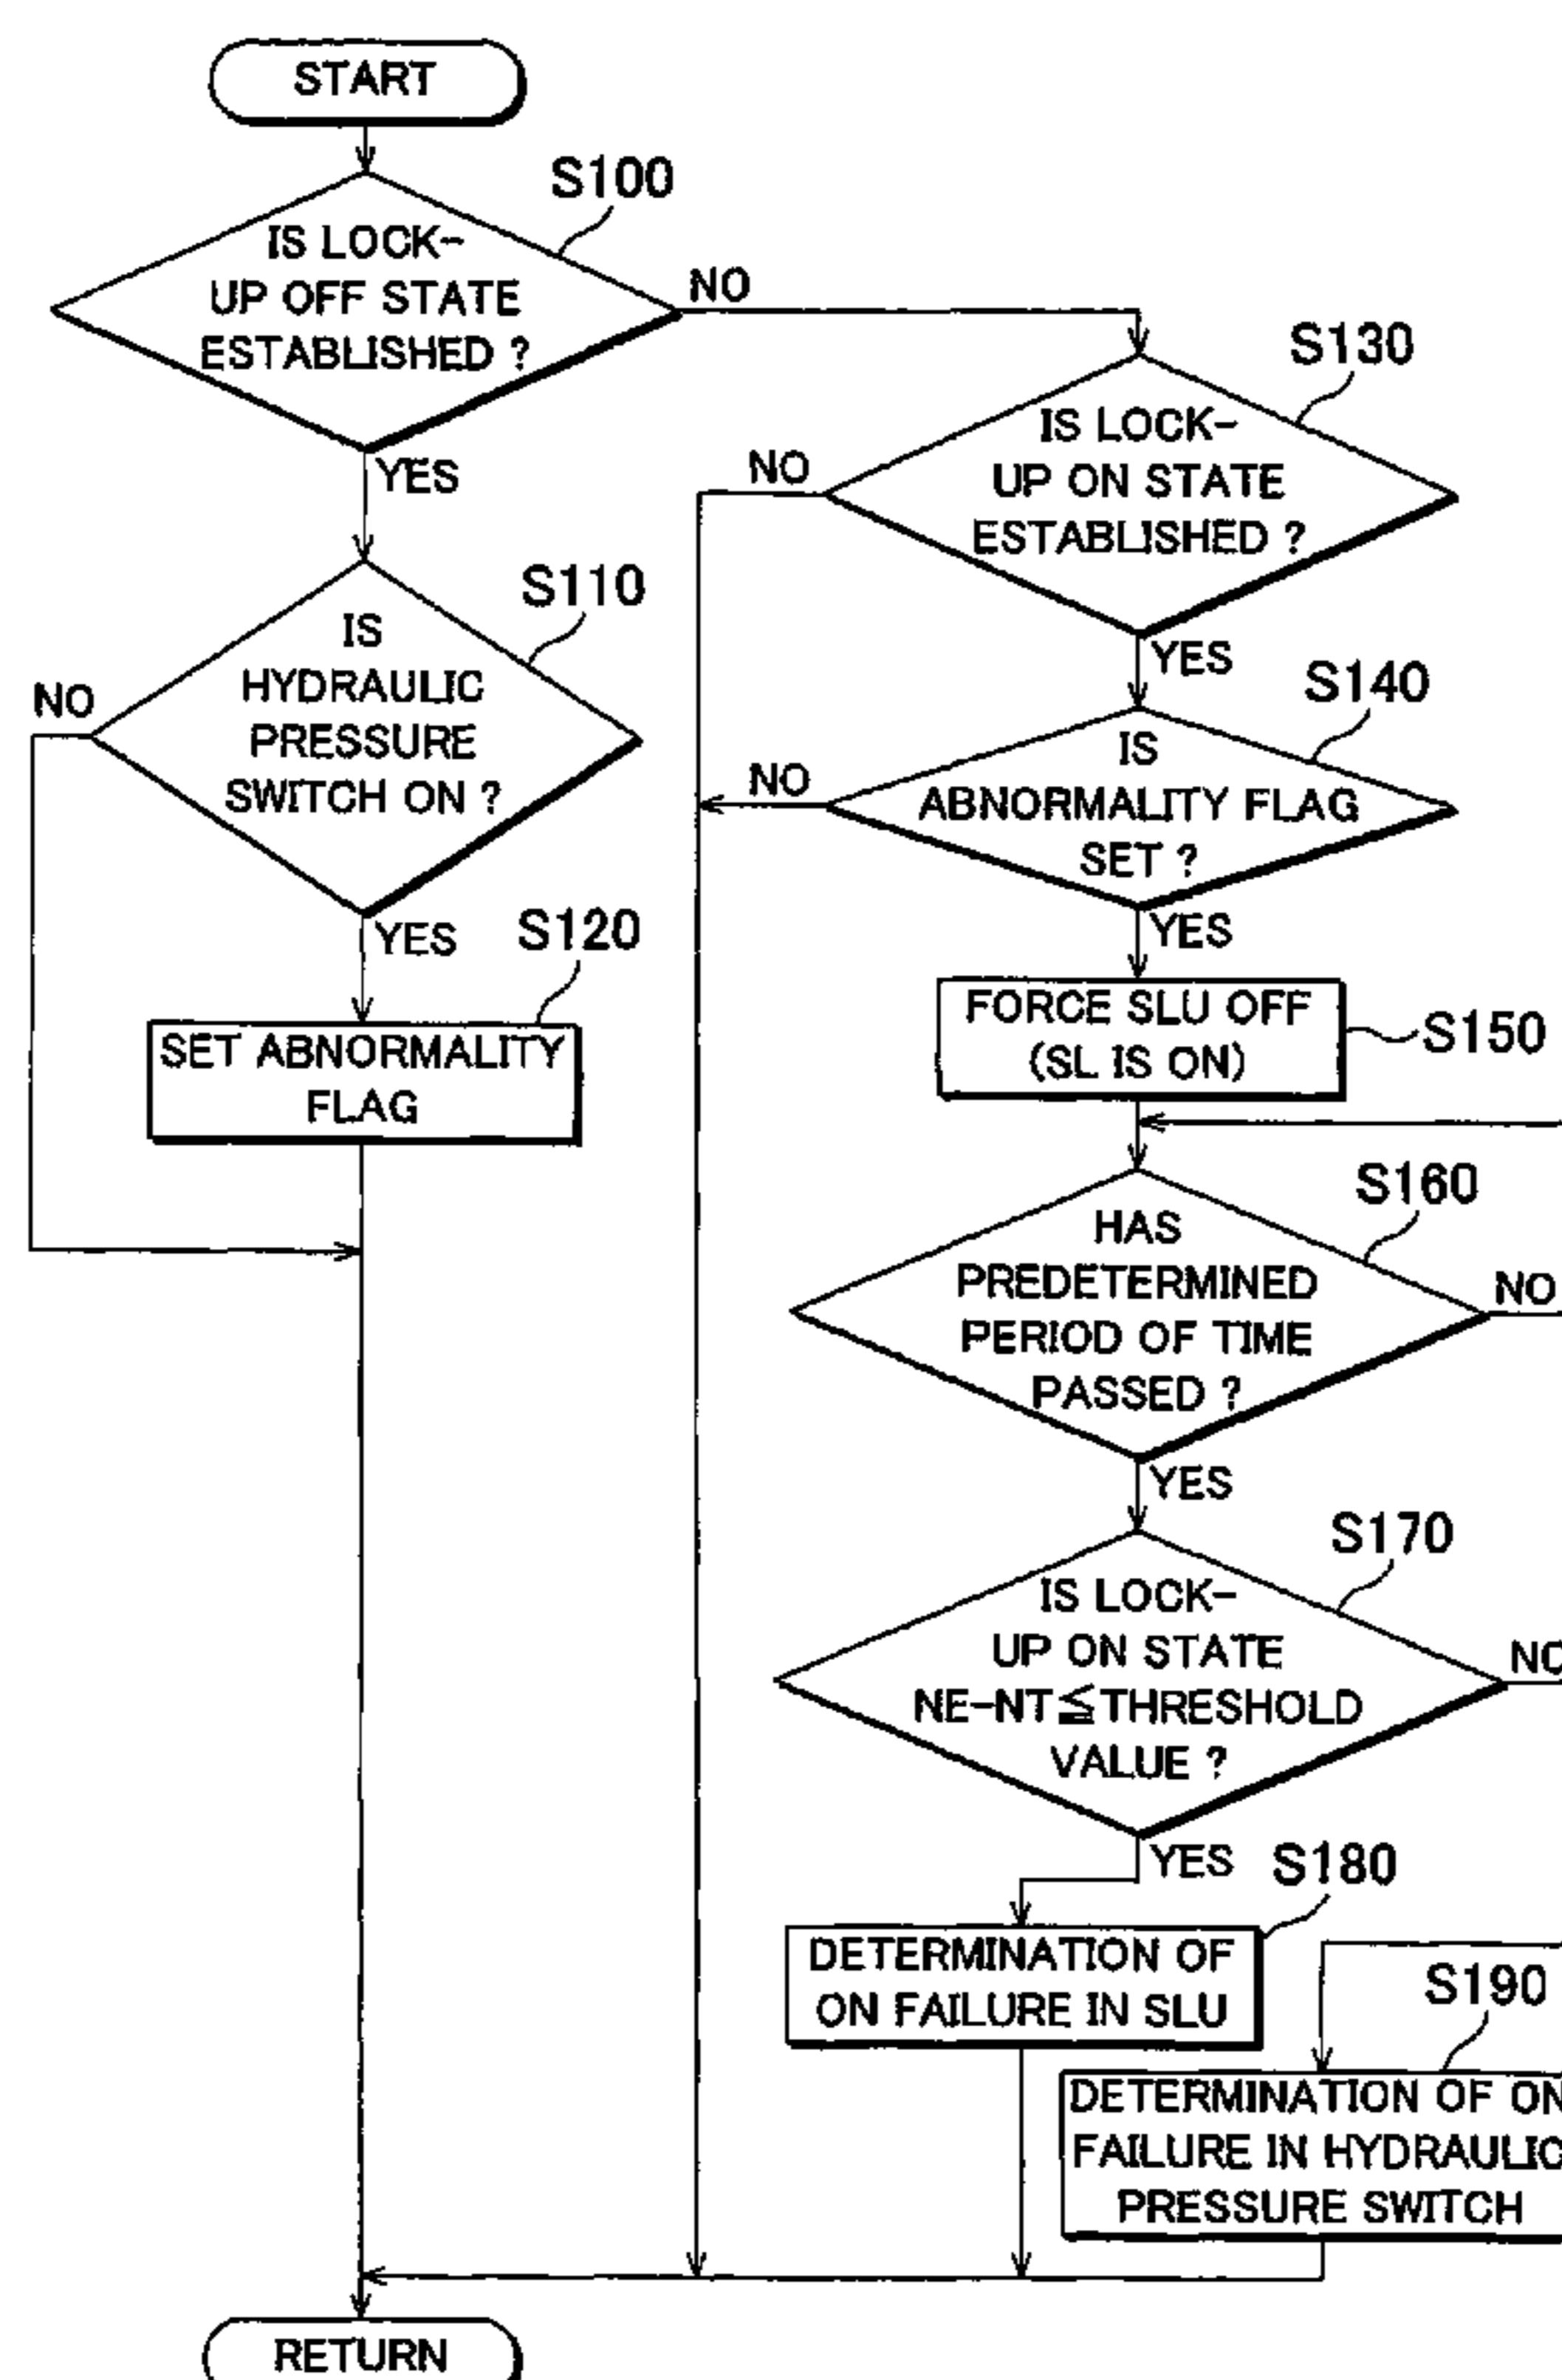 START
S100
IS LOCK-
UP OFF STATE
ESTABLISHED ?
NO
YES
S110
IS
HYDRAULIC
PRESSURE
SWITCH ON ?
NO
YES
S120
SET ABNORMALITY
FLAG
S130
IS LOCK-
UP ON STATE
ESTABLISHED ?
NO
YES
S140
IS
ABNORMALITY FLAG
SET ?
NO
YES
FORCE SLU OFF
(SL IS ON)
S150
S160
HAS
PREDETERMINED
PERIOD OF TIME
PASSED ?
NO
YES
S170
IS LOCK-
UP ON STATE
NE-NT≦THRESHOLD
VALUE ?
NO
YES
S180
DETERMINATION OF
ON FAILURE IN SLU
S190
DETERMINATION OF ON
FAILURE IN HYDRAULIC
PRESSURE SWITCH
RETURN